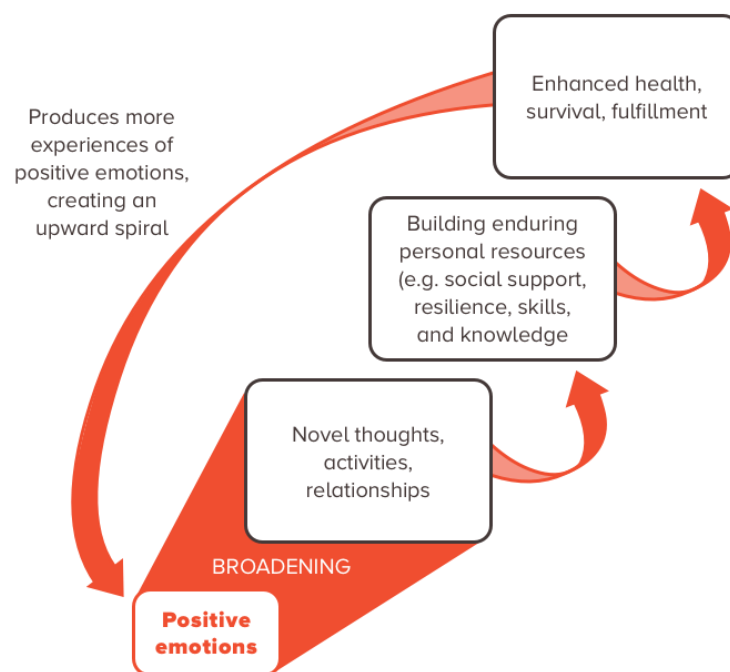 Enhanced health,
survival, fulfillment
Produces more
experiences of
positive emotions,
creating an
upward spiral
Building enduring
personal resources
(e.g. social support,
resilience, skills,
and knowledge
Novel thoughts,
activities,
relationships
BROADENING
Positive
emotions